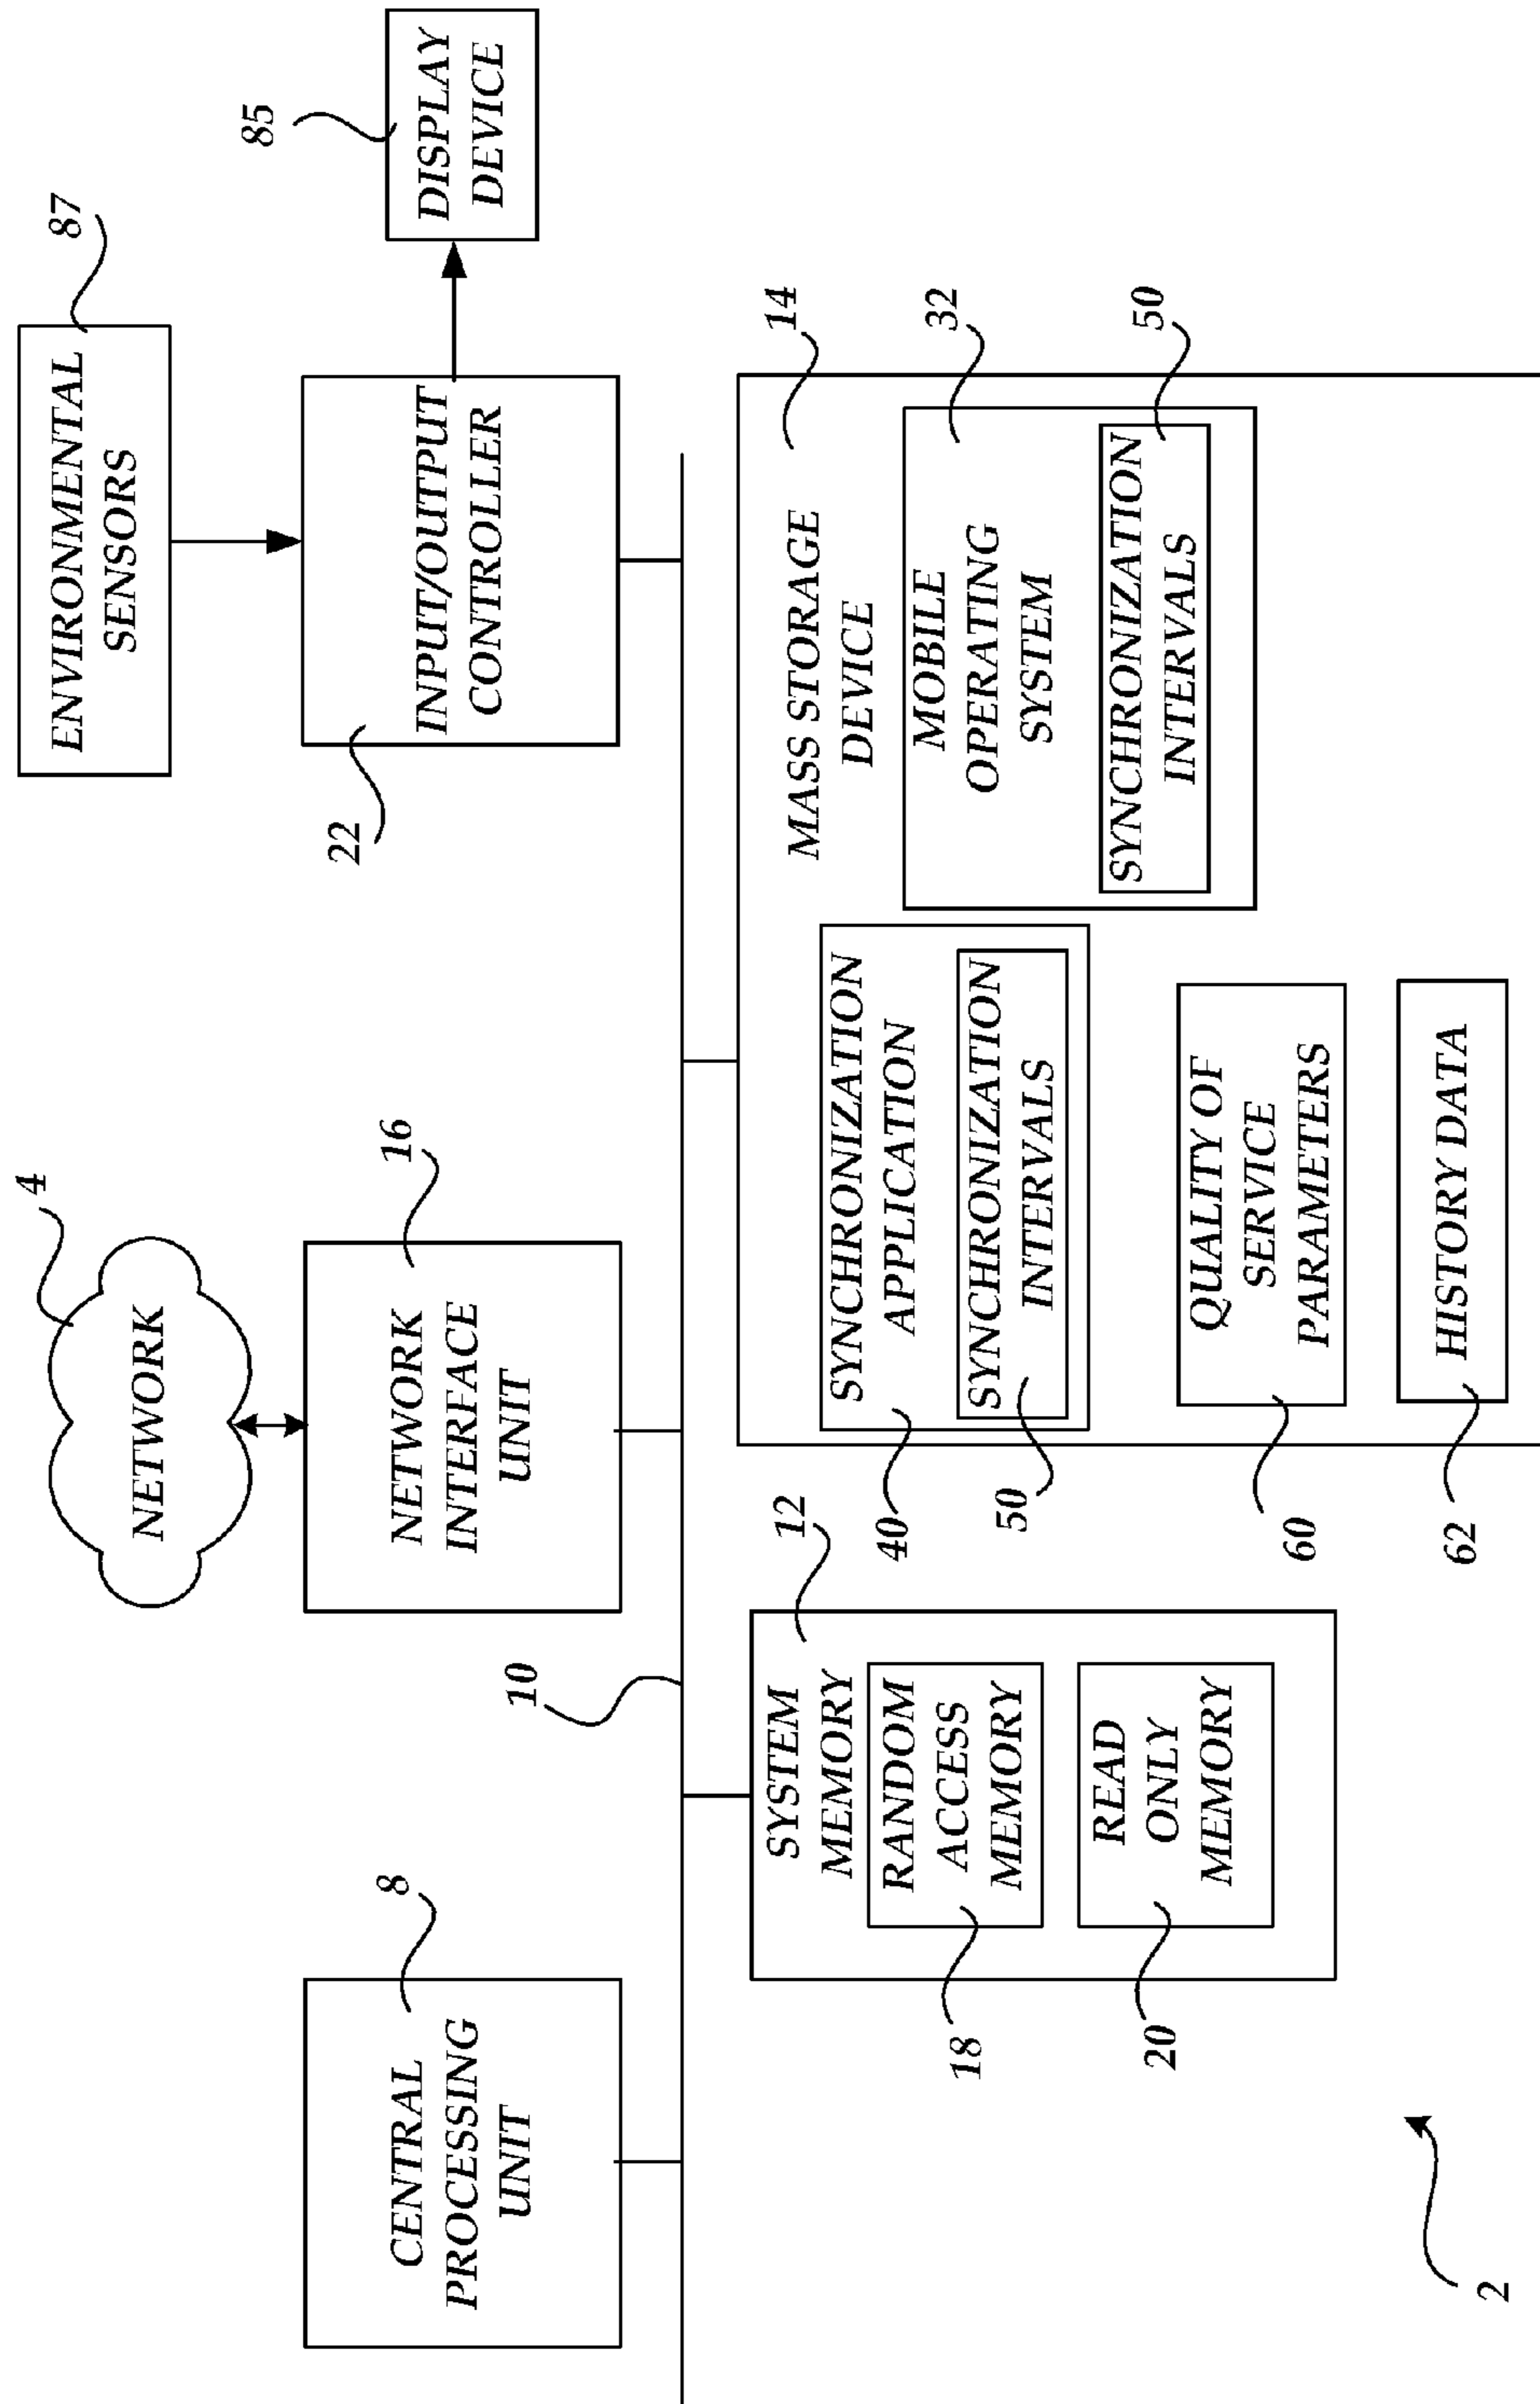 4
NETWORK
ENVIRONMENTAL
SENSORS
87
8
CENTRAL
PROCESSING
UNIT
16
NETWORK
INTERFACE
UNIT
22
INPUT/OUTPUT
CONTROLLER
85
DISPLAY
DEVICE
10
12
SYSTEM
MEMORY
RANDOM
ACCESS
MEMORY
18
READ
ONLY
MEMORY
20
14
MASS STORAGE
DEVICE
SYNCHRONIZATION
APPLICATION
40
SYNCHRONIZATION
INTERVALS
50
MOBILE
OPERATING
SYSTEM
32
SYNCHRONIZATION
INTERVALS
50
QUALITY OF
SERVICE
PARAMETERS
60
HISTORY DATA
62
2